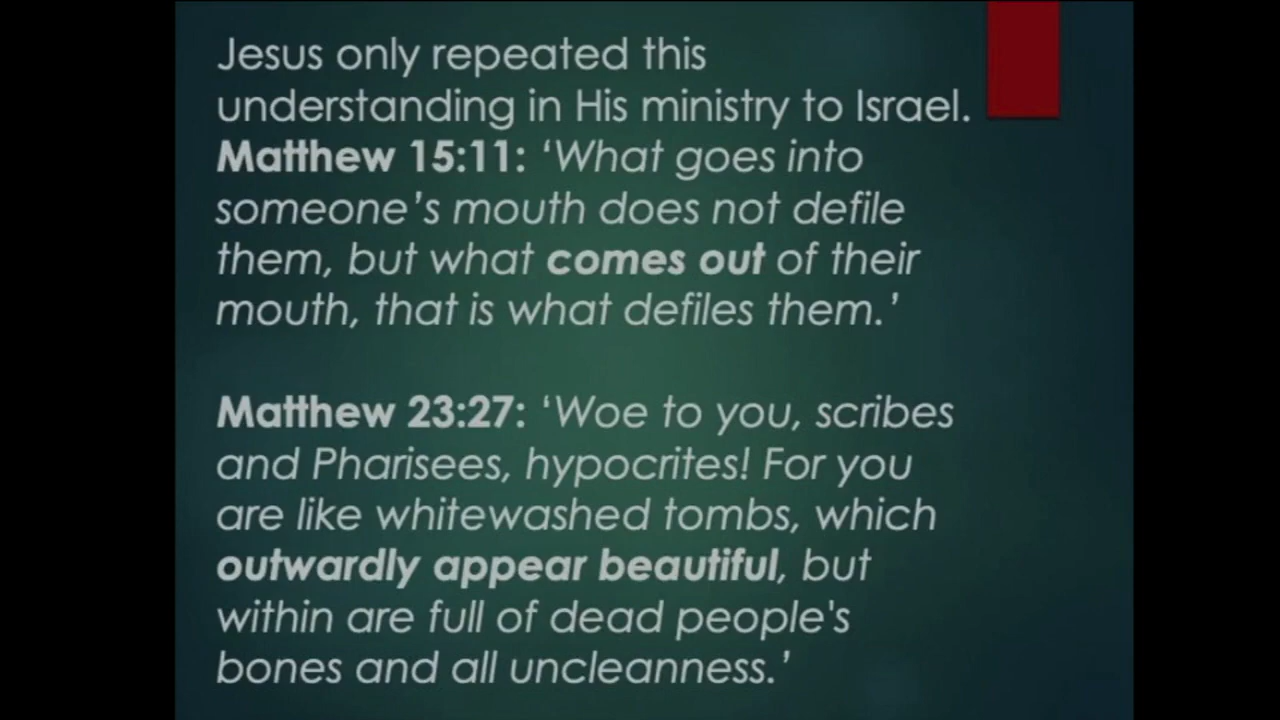 Jesus only repeated this
understanding in His ministry to Israel.
Matthew 15:11: ‘What goes into
someone’s mouth does not defile
them, but what comes out of their
mouth, that is what defiles them.’
Matthew 23:27: ‘Woe to you, scribes
and Pharisees, hypocrites! For you
are like whitewashed tombs, which
outwardly appear beautiful, but
within are full of dead people's
bones and all uncleanness.’